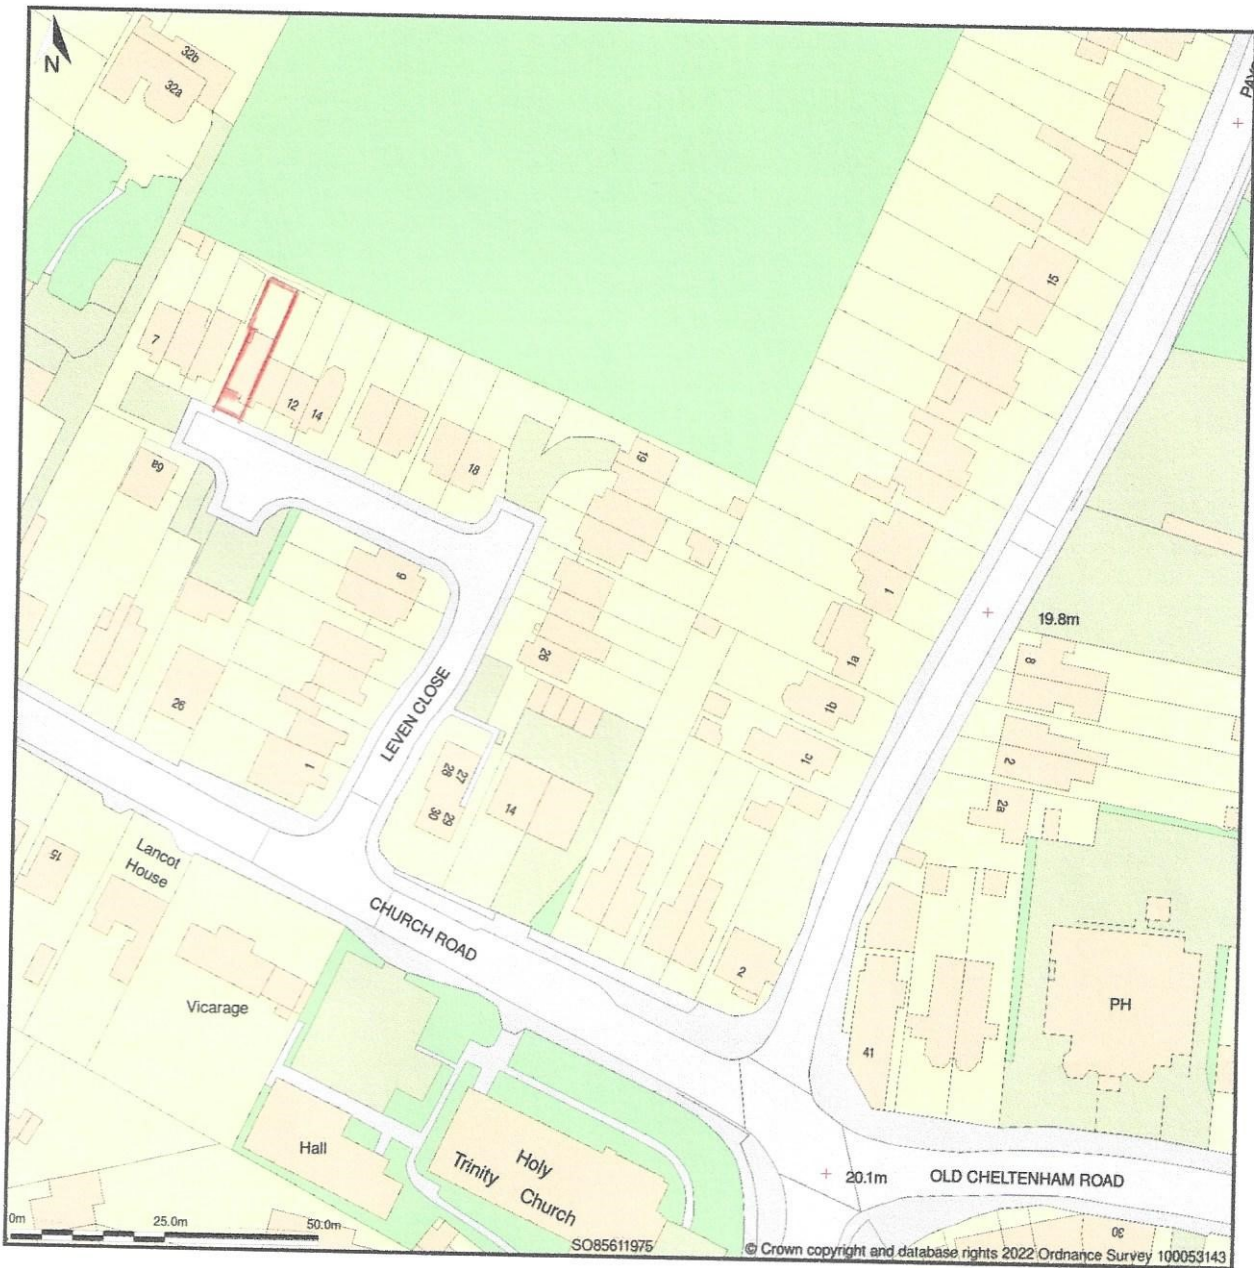 N
32b
32a
15
7
12
14
18
19
6a
6
1
19.8m
1a
8
26
1b
26
2
1c
LEVEN CLOSE
1
27
28
2a
14
29
30
15
Lancot
House
CHURCH ROAD
2
Vicarage
PH
41
Hall
Holy
Trinity Church
20.1m
OLD CHELTENHAM ROAD
0m
25.0m
50.0m
30
SO85611975
© Crown copyright and database rights 2022 Ordnance Survey 100053143